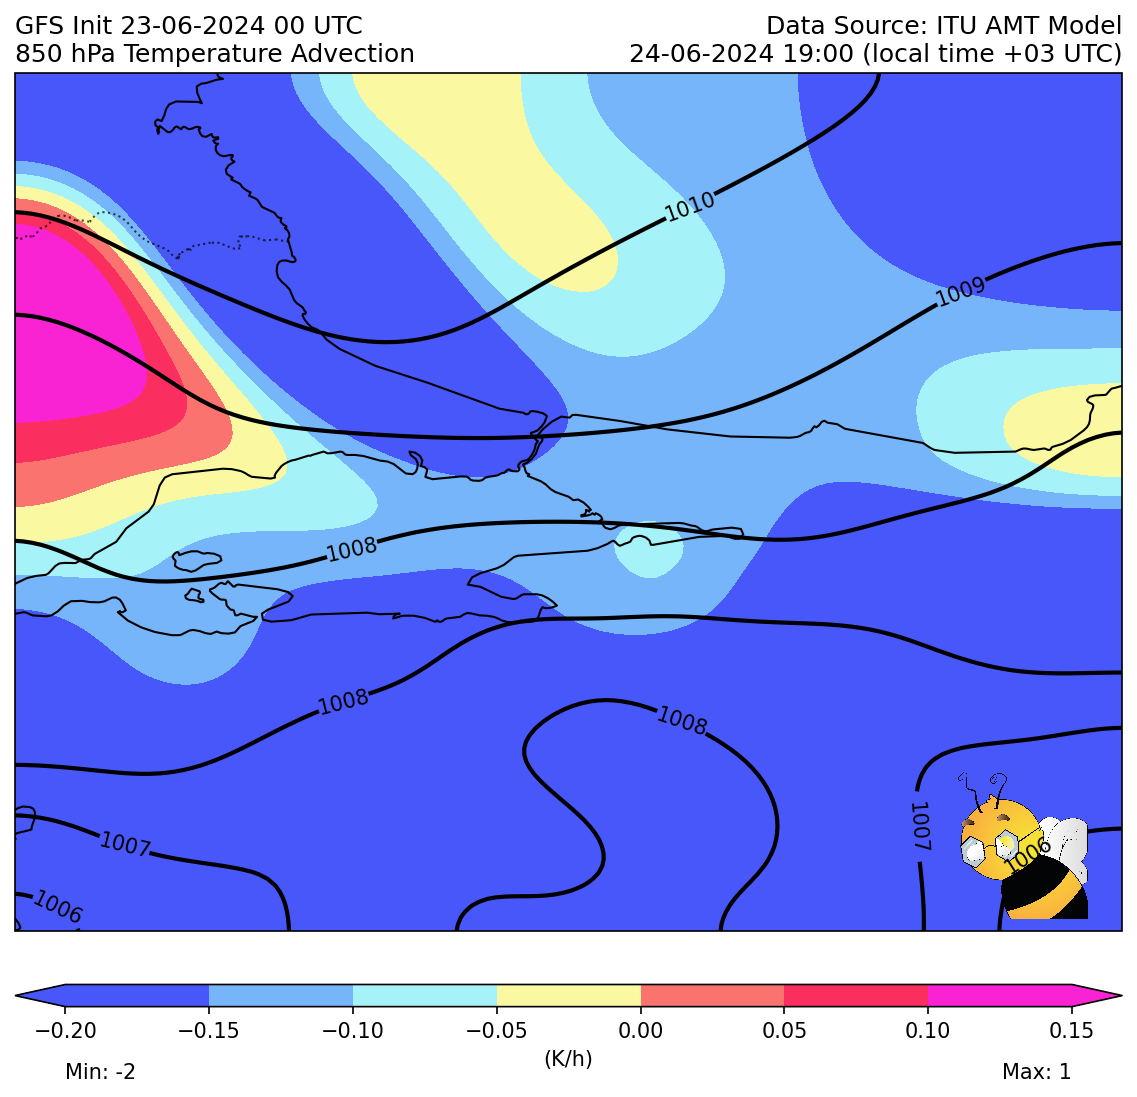 GFS Init 23-06-2024 00 UTC
850 hPa Temperature Advection
Data Source: ITU AMT Model
24-06-2024 19:00 (local time +03 UTC)
1010
1009
1008
1008
1008
1007
1007
1006
1006
−0.20 −0.15 −0.10 −0.05 0.00 0.05 0.10 0.15
(K/h)
Min: -2
Max: 1